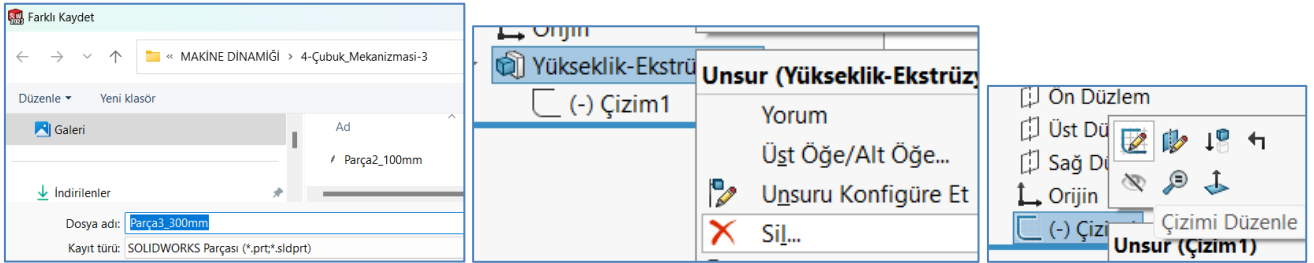 Farklı Kaydet
« MAKİNE DİNAMİĞİ > 4-Çubuk_Mekanizmasi-3
Düzenle Yeni klasör
Galeri
Ad
Parça2_100mm
İndirilenler
Dosya adı: Parça3_300mm
Kayıt türü: SOLIDWORKS Parçası (*.prt;*.sldprt)
Orijin
Yükseklik-Ekstrü
(-) Çizim1
Unsur (Yükseklik-Ekstrüzy
Yorum
Üst Öğe/Alt Öğe...
Unsuru Konfigüre Et
Sil...
Ön Düzlem
Üst Dü
Sağ Dü
Orijin
(-) Çizi
Çizimi Düzenle
Unsur (Çizim1)